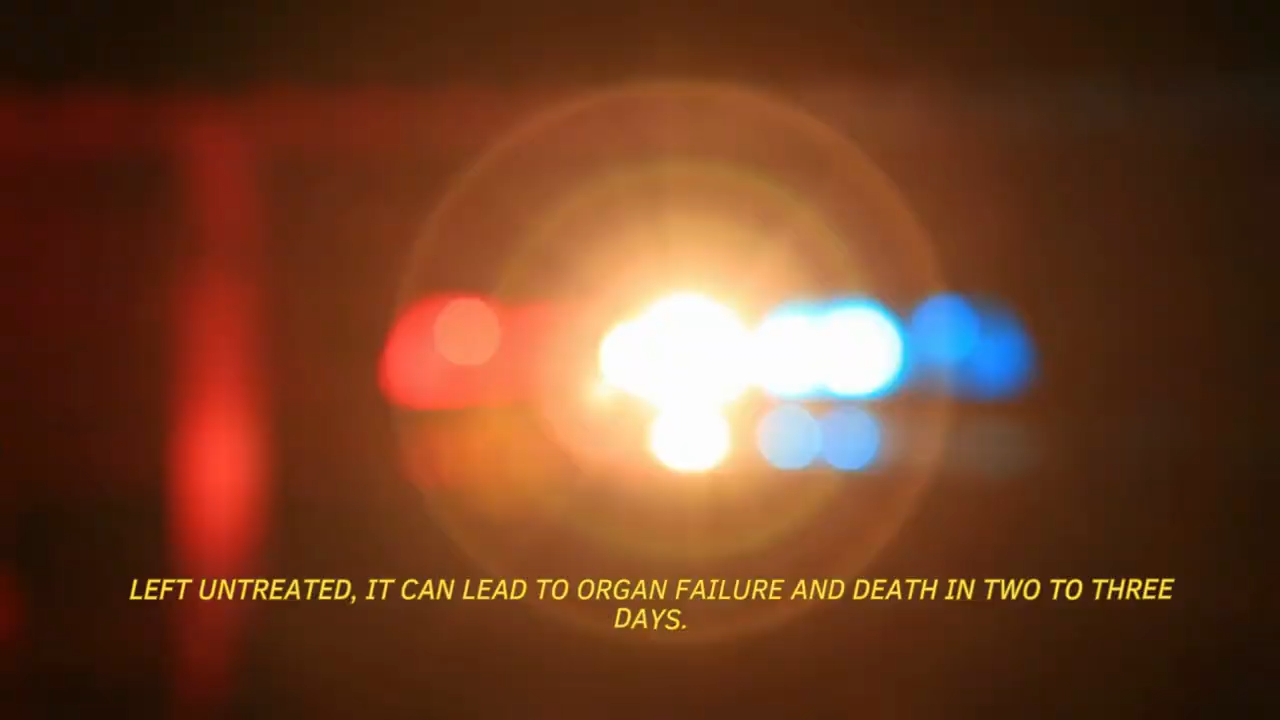 LEFT UNTREATED, IT CAN LEAD TO ORGAN FAILURE AND DEATH IN TWO TO THREE
DAYS.